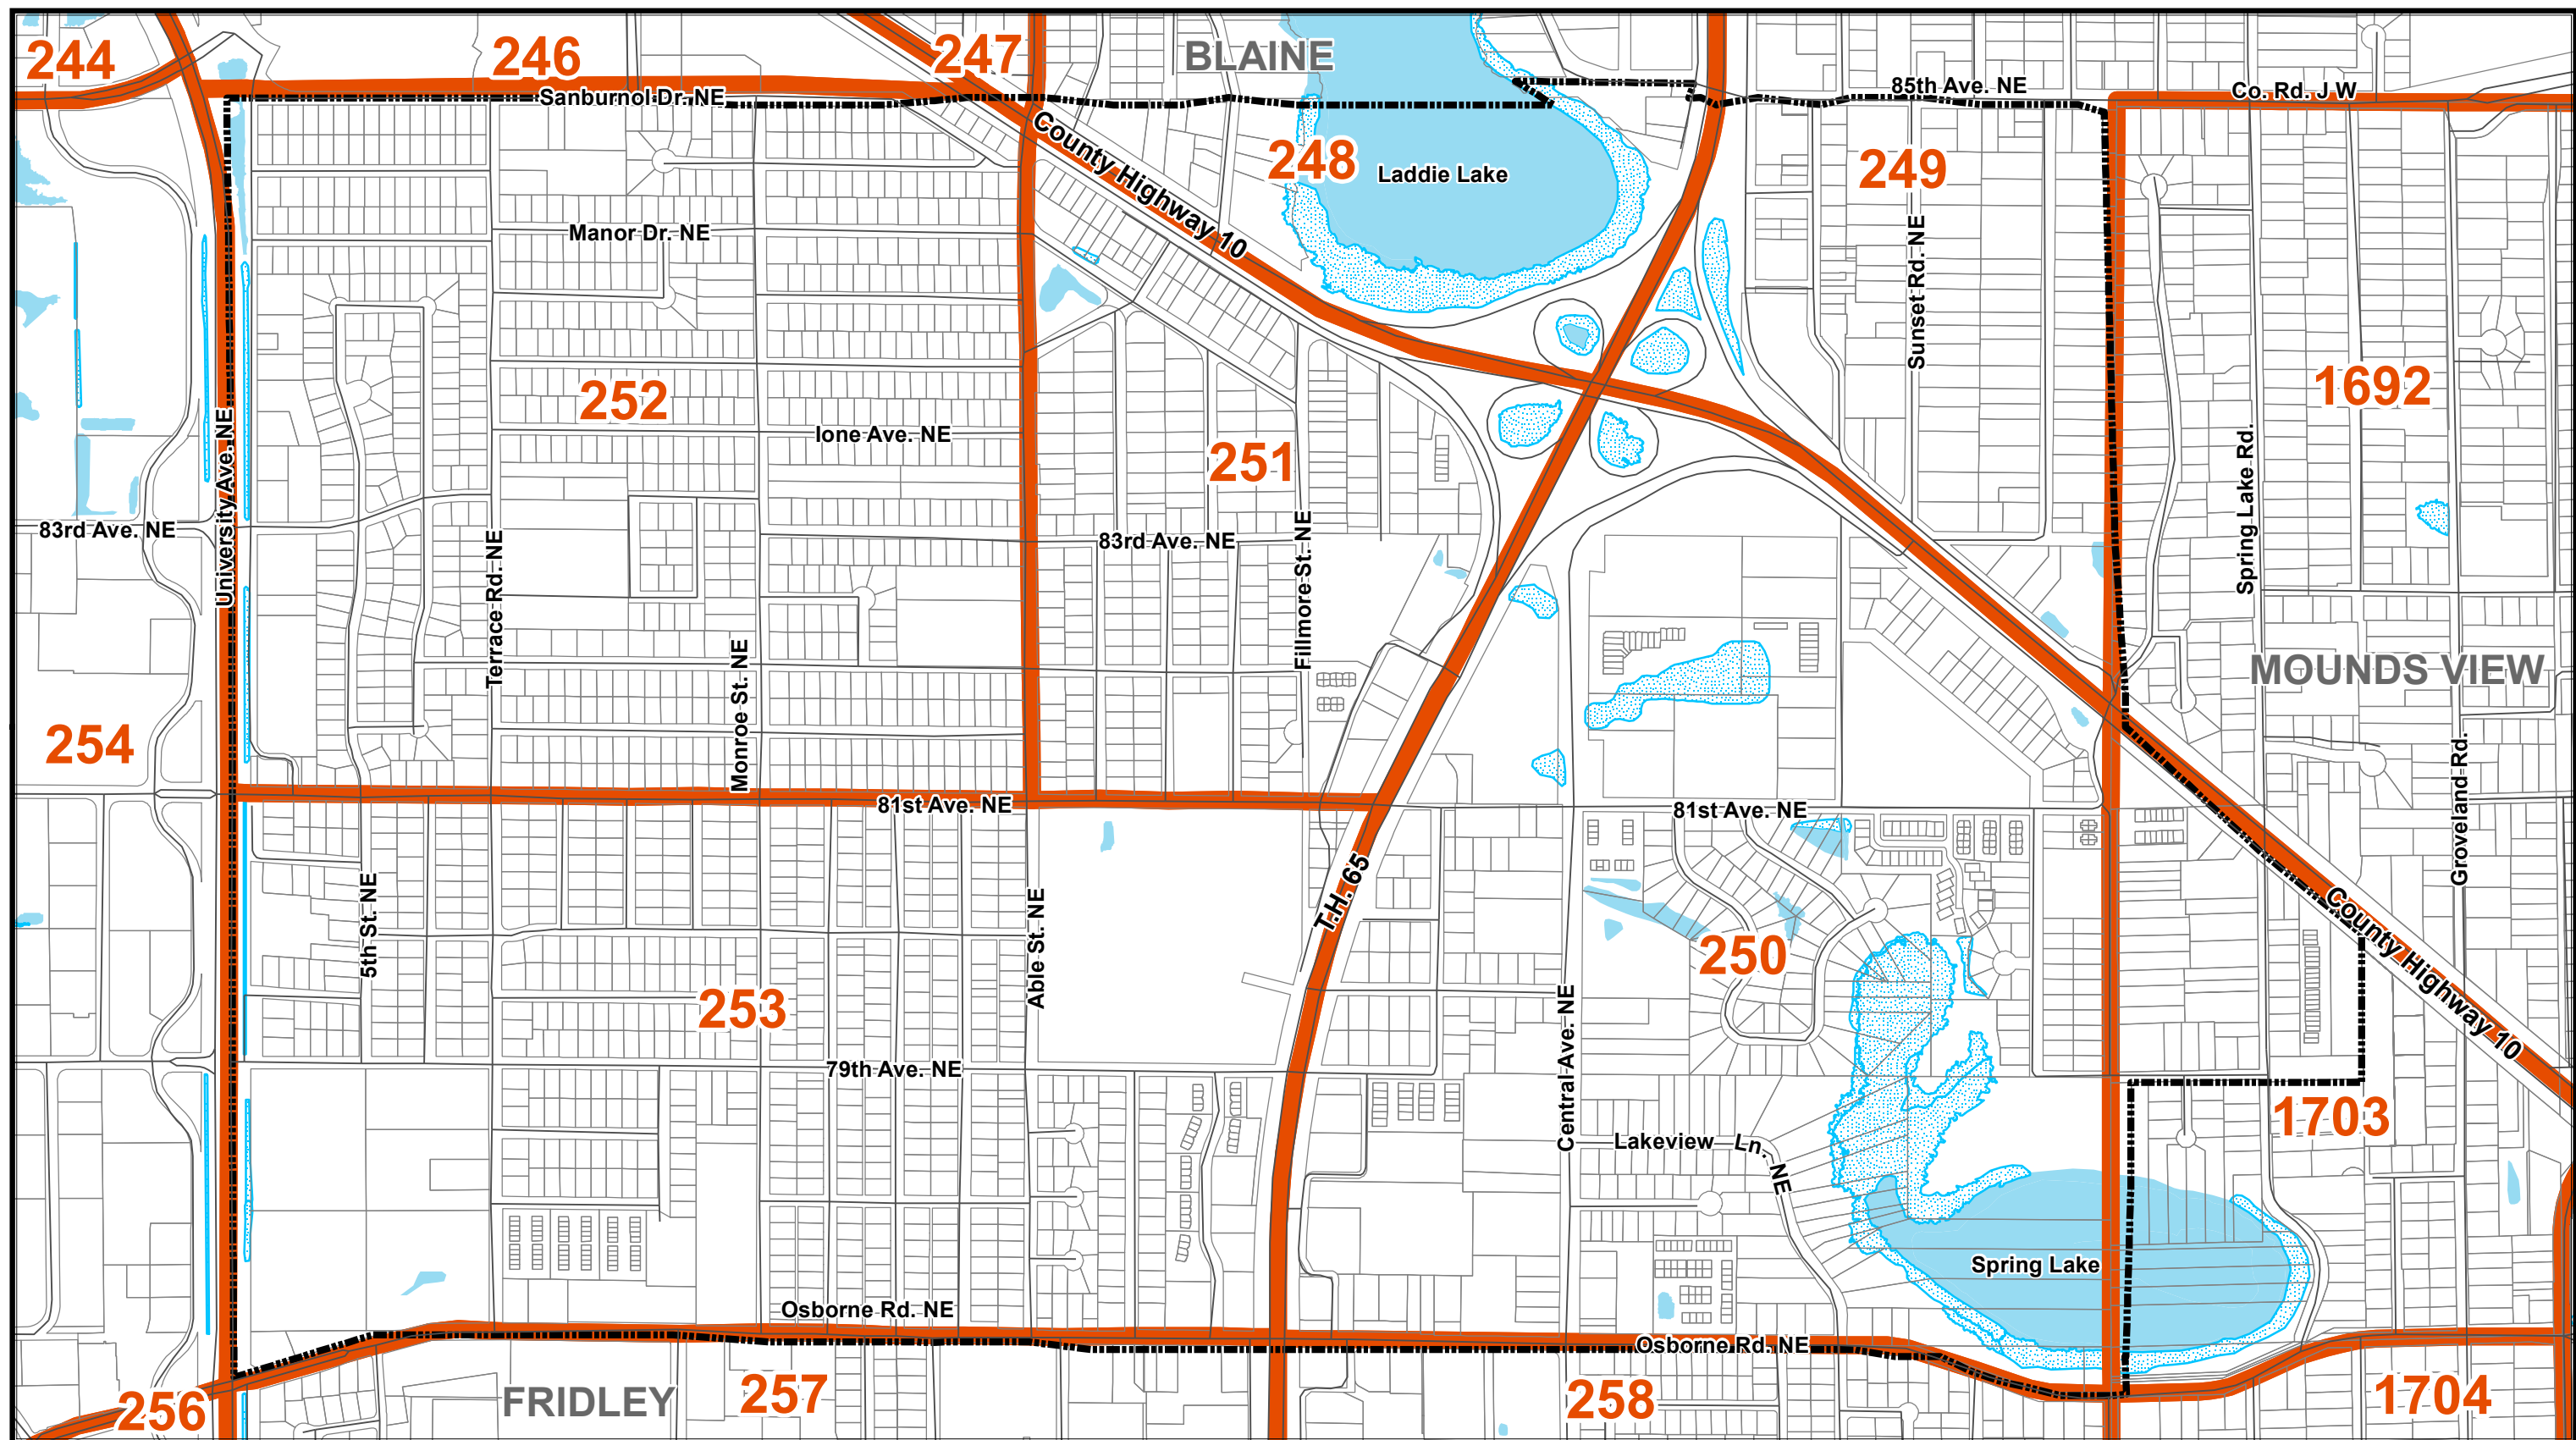 244
246
247
BLAINE
Sanburnol Dr. NE
85th Ave. NE
Co. Rd. J W
County Highway 10
248
Laddie Lake
249
Manor Dr. NE
Sunset Rd. NE
252
1692
Ione Ave. NE
251
University Ave. NE
Spring Lake Rd.
83rd Ave. NE
83rd Ave. NE
Terrace Rd. NE
Fillmore St. NE
Monroe St. NE
MOUNDS VIEW
254
Groveland Rd.
81st Ave. NE
81st Ave. NE
T.H. 65
5th St. NE
Able St. NE
250
County Highway 10
253
Central Ave. NE
79th Ave. NE
1703
Lakeview Ln. NE
Spring Lake
Osborne Rd. NE
Osborne Rd. NE
256
FRIDLEY
257
258
1704